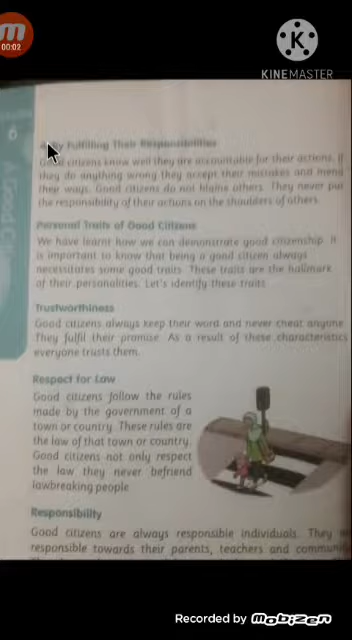 00:02
K
KINEMASTER
6
A Good Ci
By Fulfilling Their Responsibilities
Good citizens know well they are accountable for their actions. If
they do anything wrong they accept their mistakes and mend
their ways. Good citizens do not blame others. They never put
the responsibility of their actions on the shoulders of others.
Personal Traits of Good Citizens
We have learnt how we can demonstrate good citizenship. It
is important to know that being a good citizen always
necessitates some good traits. These traits are the hallmark
of their personalities. Let's identify these traits
Trustworthiness
Good citizens always keep their word and never cheat anyone
They fulfil their promise. As a result of these characteristics
everyone trusts them.
Respect for Law
Good citizens follow the rules
made by the government of a
town or country. These rules are
the law of that town or country.
Good citizens not only respect
the law they never befriend
lawbreaking people
Responsibility
Good citizens are always responsible individuals. They
responsible towards their parents, teachers and
Recorded by Mobizen